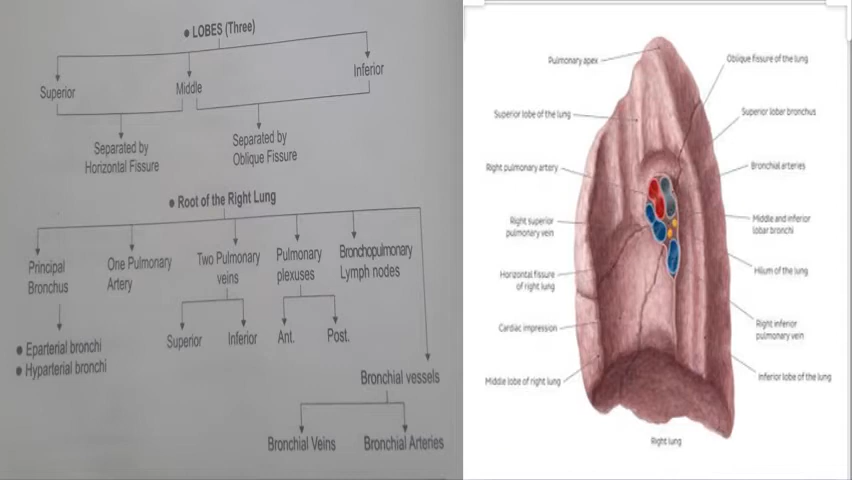 ● LOBES (Three)
Superior
Middle
Inferior
Separated by
Horizontal Fissure
Separated by
Oblique Fissure
● Root of the Right Lung
Principal
Bronchus
One Pulmonary
Artery
Two Pulmonary
veins
Pulmonary
plexuses
Bronchopulmonary
Lymph nodes
Superior
Inferior
Ant.
Post.
● Eparterial bronchi
● Hyparterial bronchi
Bronchial vessels
Bronchial Veins
Bronchial Arteries
Pulmonary apex
Superior lobe of the lung
Right pulmonary artery
Right superior
pulmonary vein
Horizontal fissure
of right lung
Cardiac impression
Middle lobe of right lung
Oblique fissure of the lung
Superior lobar bronchus
Bronchial arteries
Middle and inferior
lobar bronchi
Hilum of the lung
Right inferior
pulmonary vein
Inferior lobe of the lung
Right lung